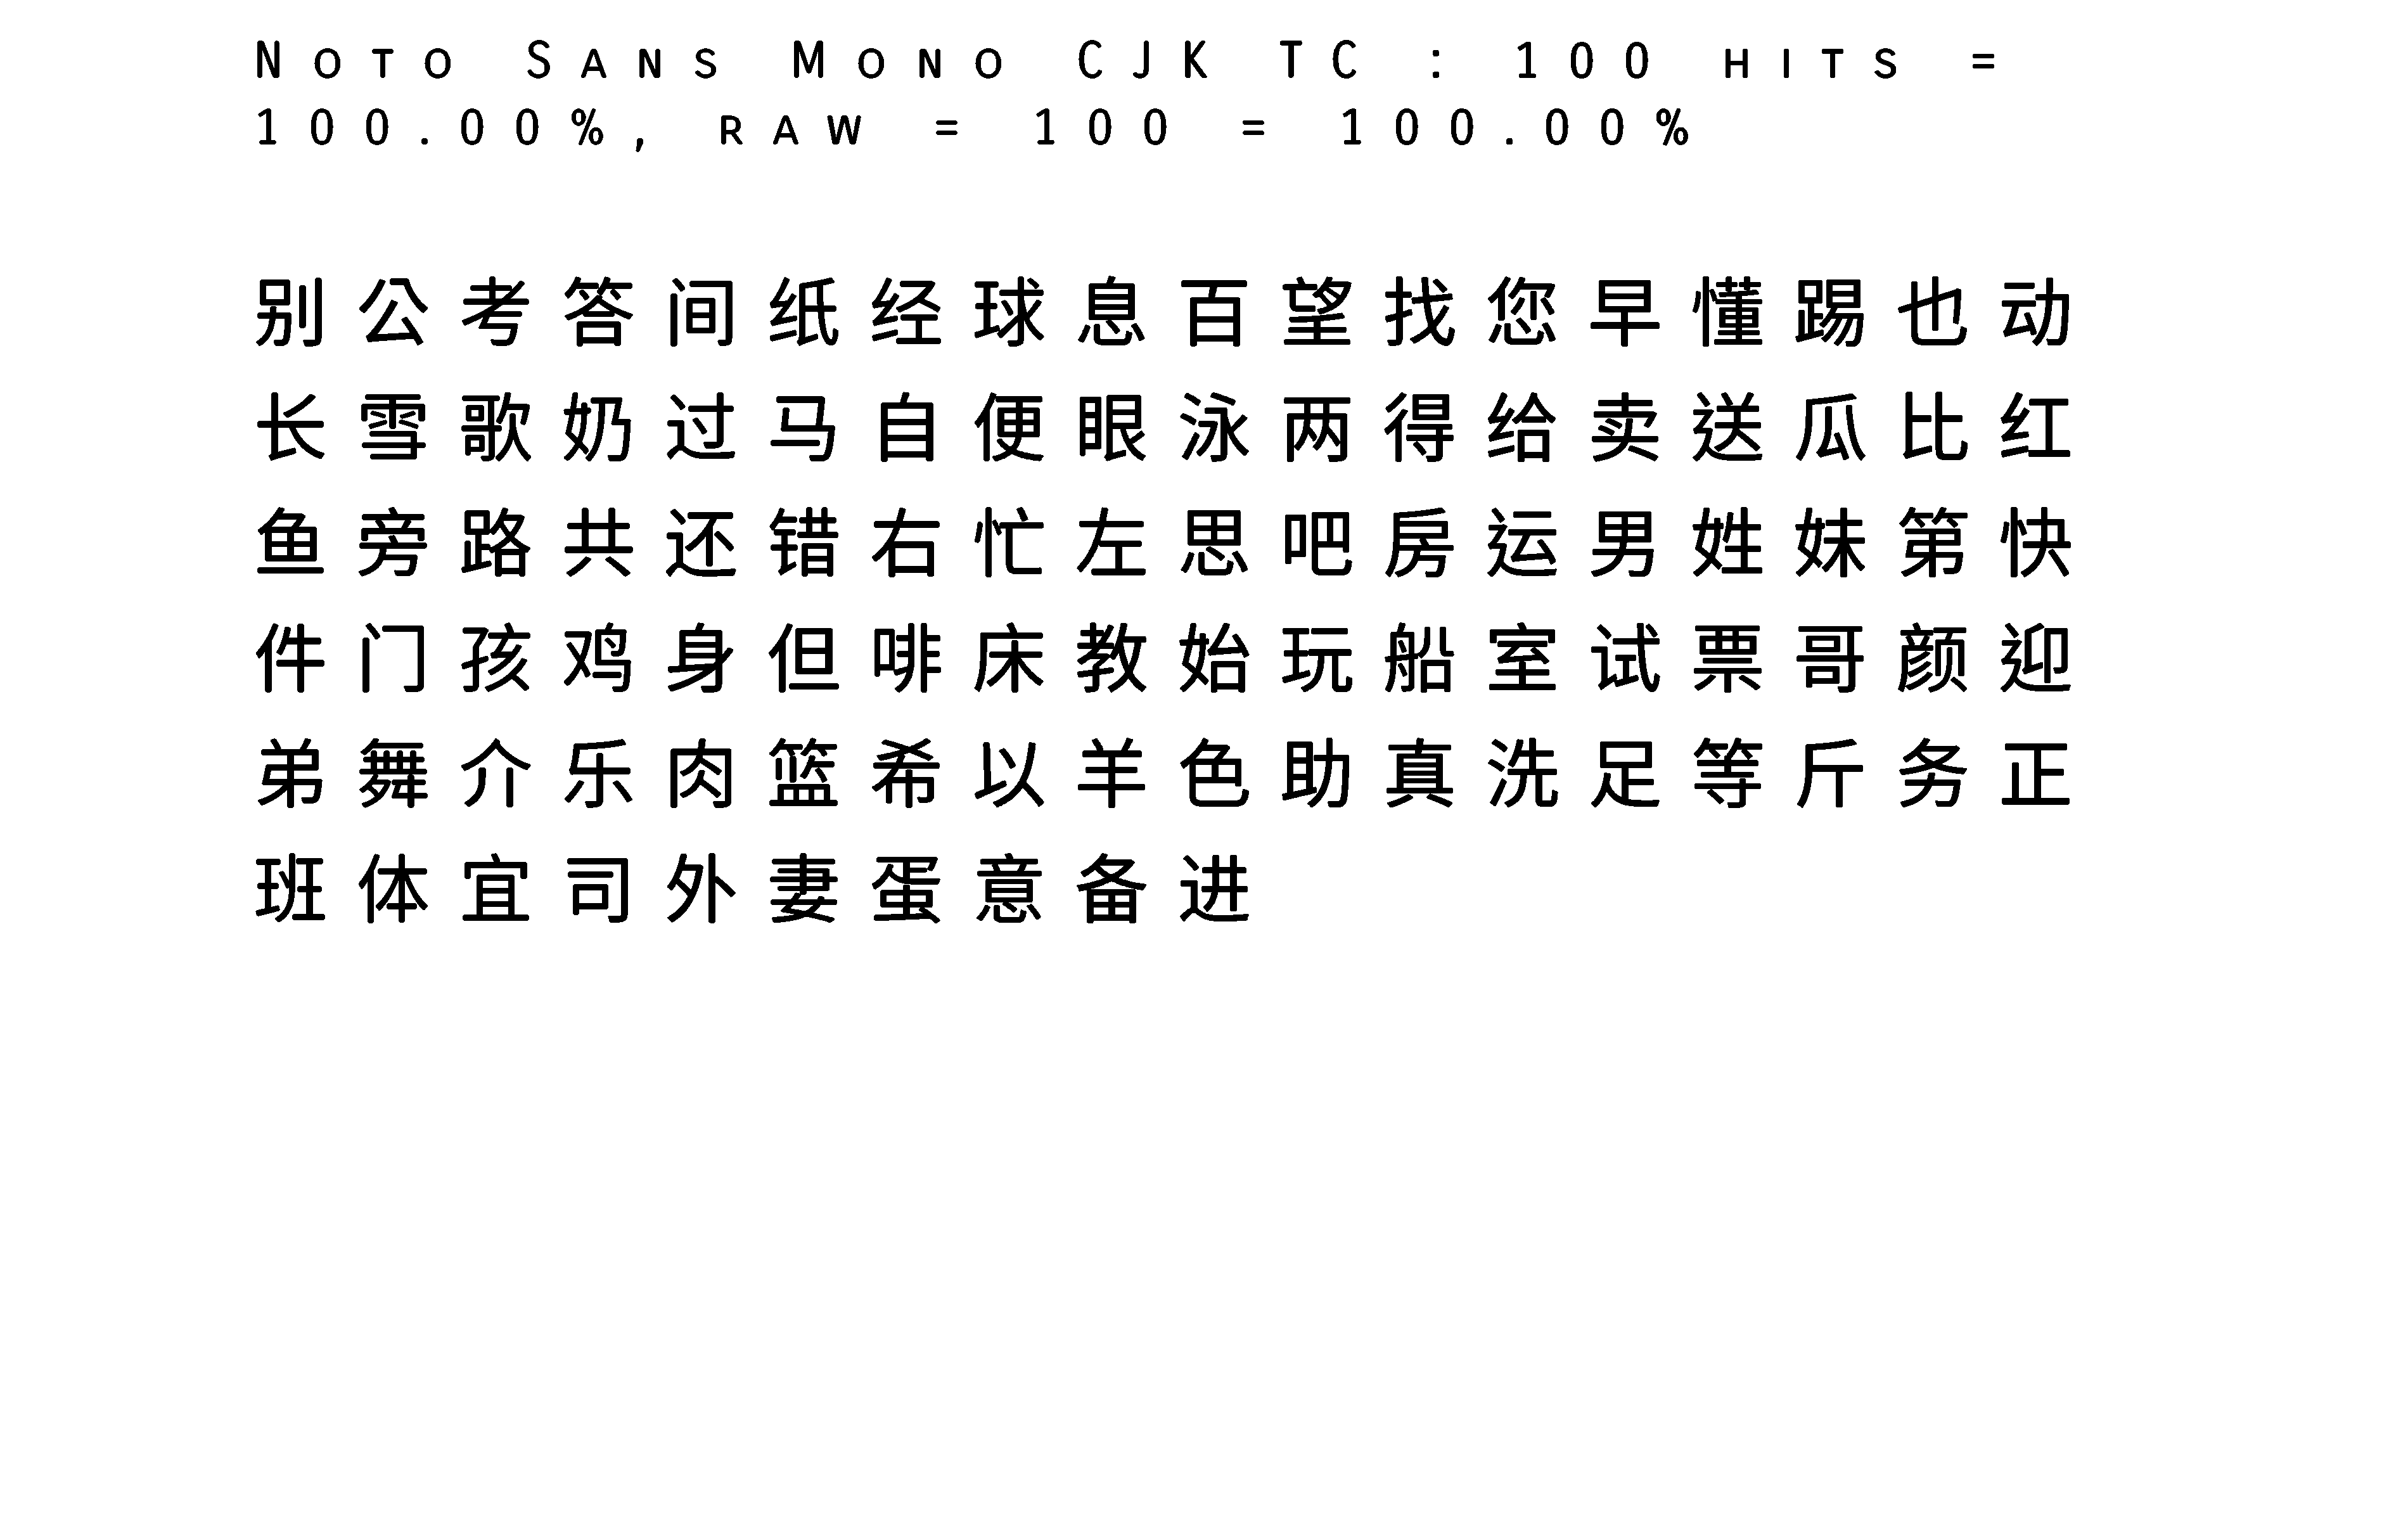 Noto Sans Mono CJK TC : 100 hits =
100.00%, raw = 100 = 100.00%
别公考答间纸经球息百望找您早懂踢也动
长雪歌奶过马自便眼泳两得给卖送瓜比红
鱼旁路共还错右忙左思吧房运男姓妹第快
件门孩鸡身但啡床教始玩船室试票哥颜迎
弟舞介乐肉篮希以羊色助真洗足等斤务正
班体宜司外妻蛋意备进